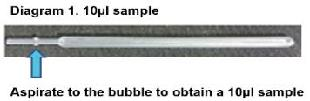 Diagram 1. 10µl sample
Aspirate to the bubble to obtain a 10µl sample